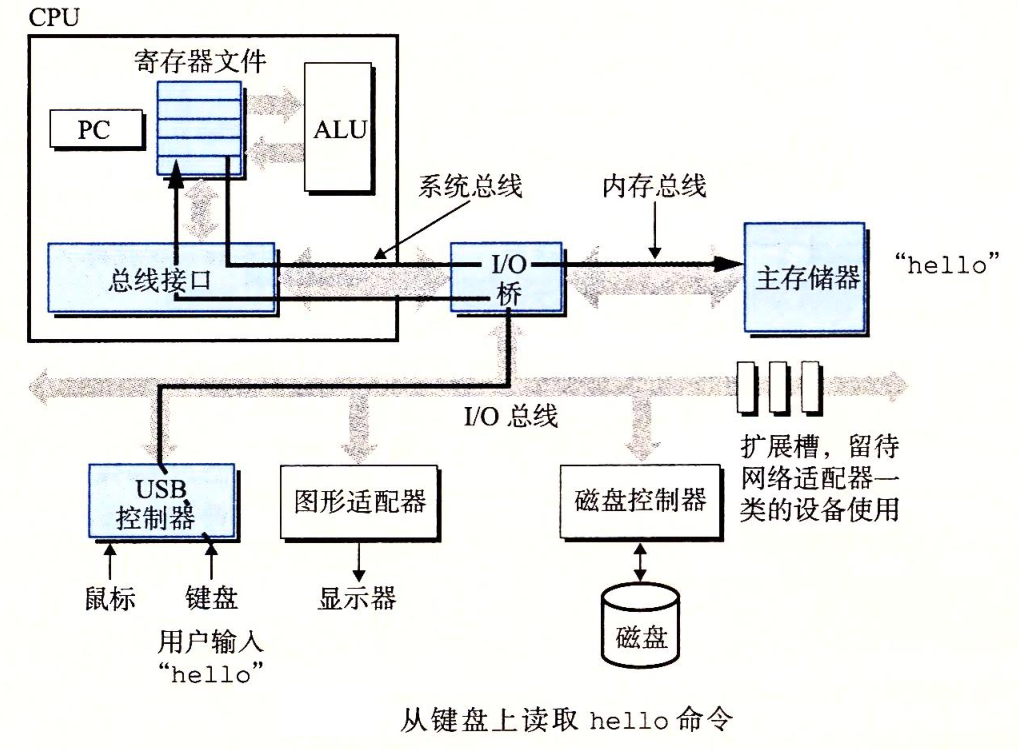 CPU
寄存器文件
PC
ALU
系统总线
内存总线
总线接口
I/O
桥
主存储器
“hello”
I/O 总线
扩展槽，留待
网络适配器一
类的设备使用
USB
控制器
图形适配器
磁盘控制器
鼠标
键盘
显示器
用户输入
“hello”
磁盘
从键盘上读取 hello 命令